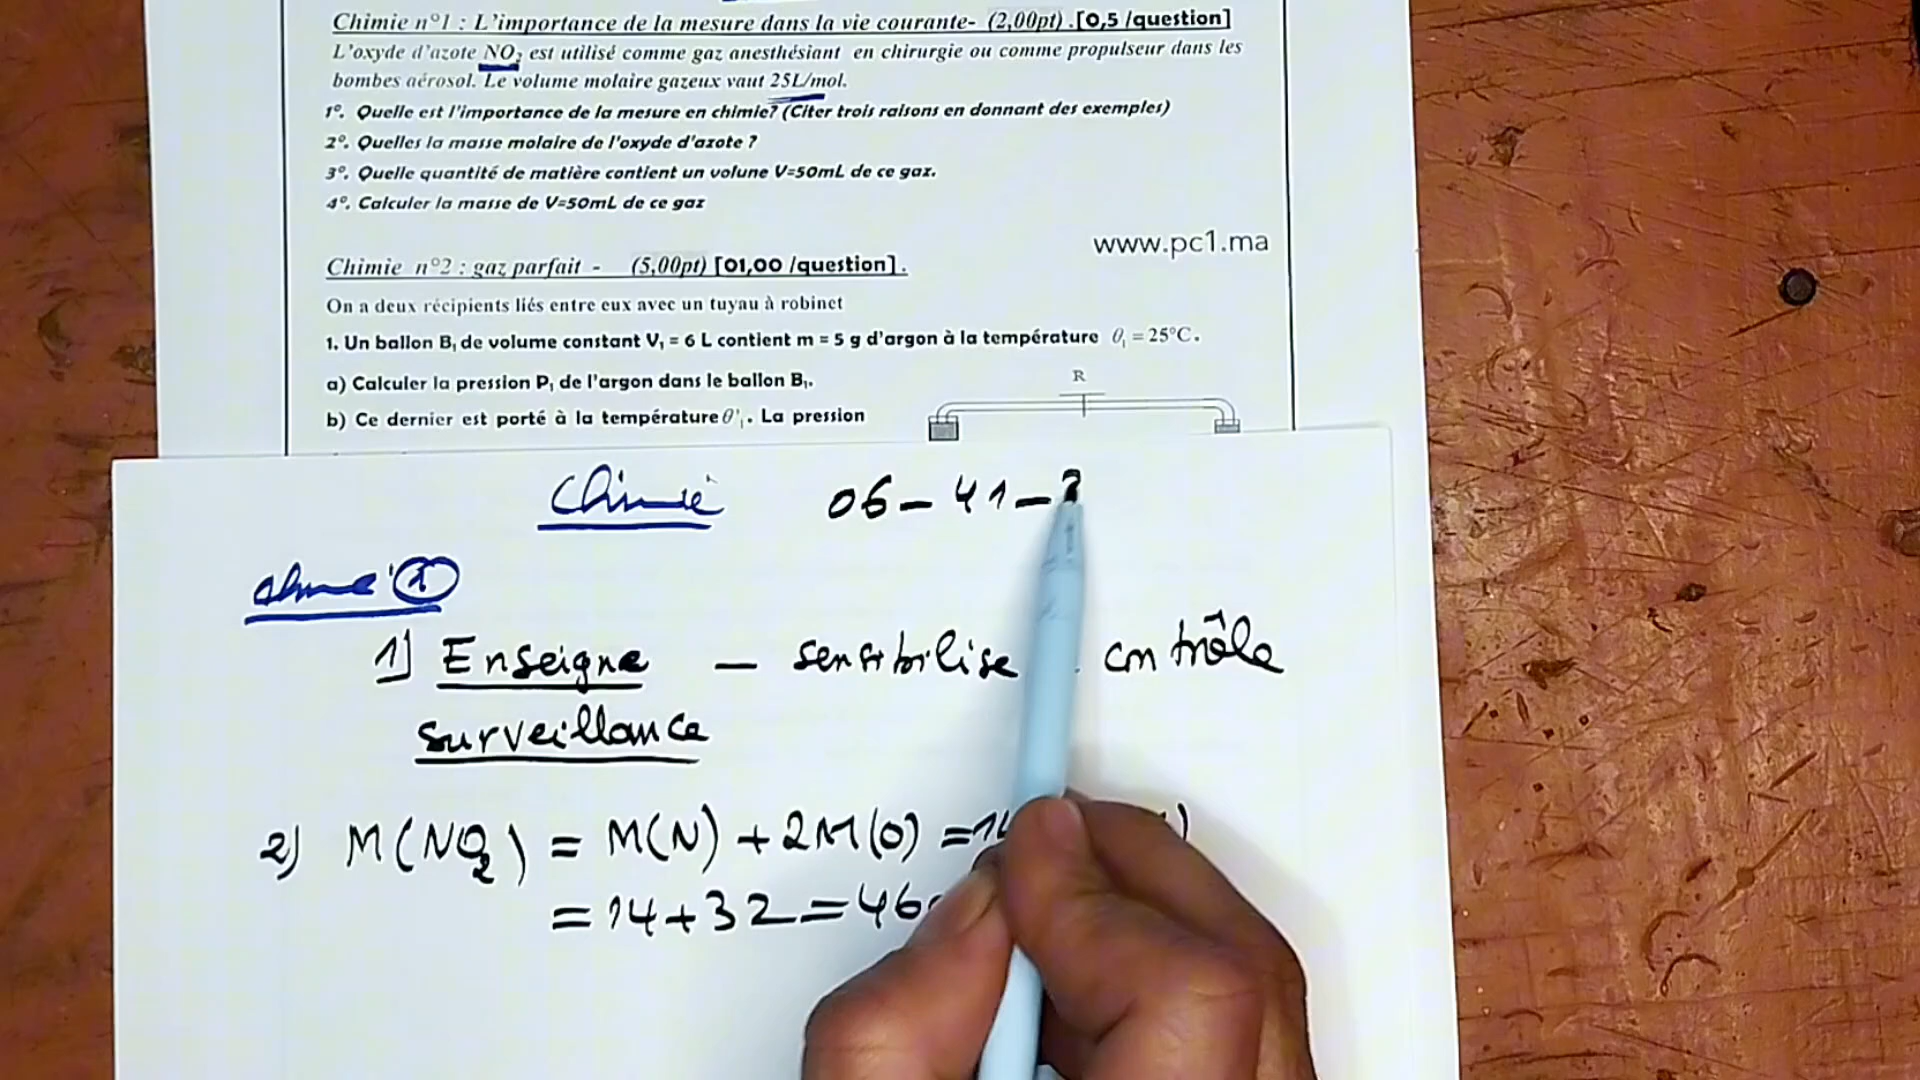 Chimie n°1 : L'importance de la mesure dans la vie courante- (2,00pt) .[0,5 /question]
L'oxyde d'azote NO₂ est utilisé comme gaz anesthésiant en chirurgie ou comme propulseur dans les
bombes aérosol. Le volume molaire gazeux vaut 25L/mol.
1°. Quelle est l'importance de la mesure en chimie? (Citer trois raisons en donnant des exemples)
2°. Quelles la masse molaire de l'oxyde d'azote ?
3°. Quelle quantité de matière contient un volune V=50mL de ce gaz.
4°. Calculer la masse de V=50mL de ce gaz
www.pc1.ma
Chimie n°2 : gaz parfait - (5,00pt) [01,00 /question] .
On a deux récipients liés entre eux avec un tuyau à robinet
1. Un ballon B₁ de volume constant V₁ = 6 L contient m = 5 g d'argon à la température θ₁ = 25°C.
a) Calculer la pression P₁ de l'argon dans le ballon B₁.
R
b) Ce dernier est porté à la température θ'₁. La pression
Chimie 06-41-
1) Enseigne - sensibilise contrôle
surveillance
2) M(NO₂) = M(N) + 2M(O) =
= 14+32=46